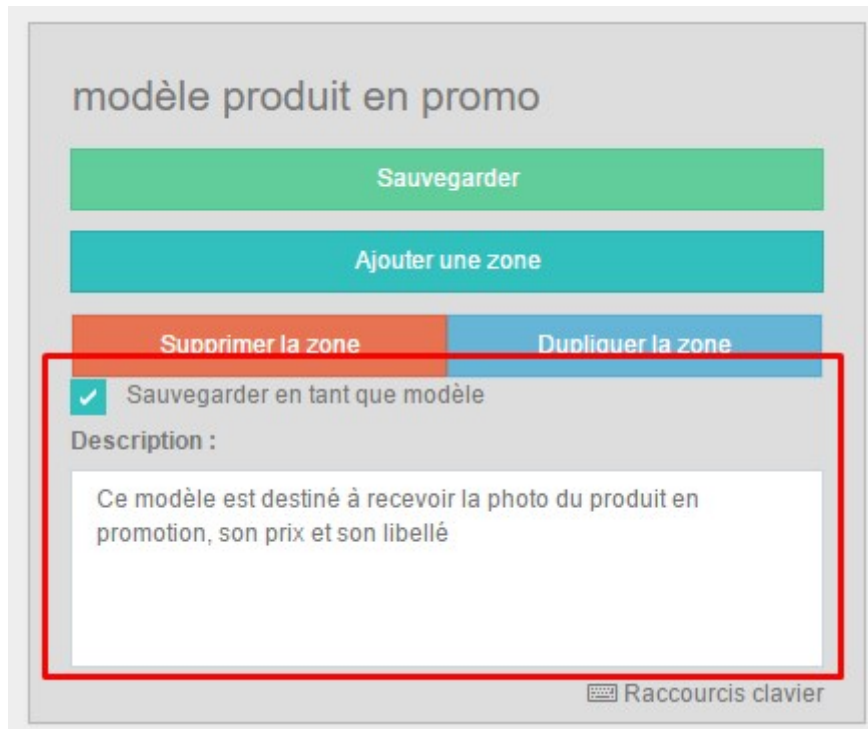 modèle produit en promo
Sauvegarder
Ajouter une zone
Supprimer la zone
Dupliquer la zone
Sauvegarder en tant que modèle
Description :
Ce modèle est destiné à recevoir la photo du produit en
promotion, son prix et son libellé
Raccourcis clavier